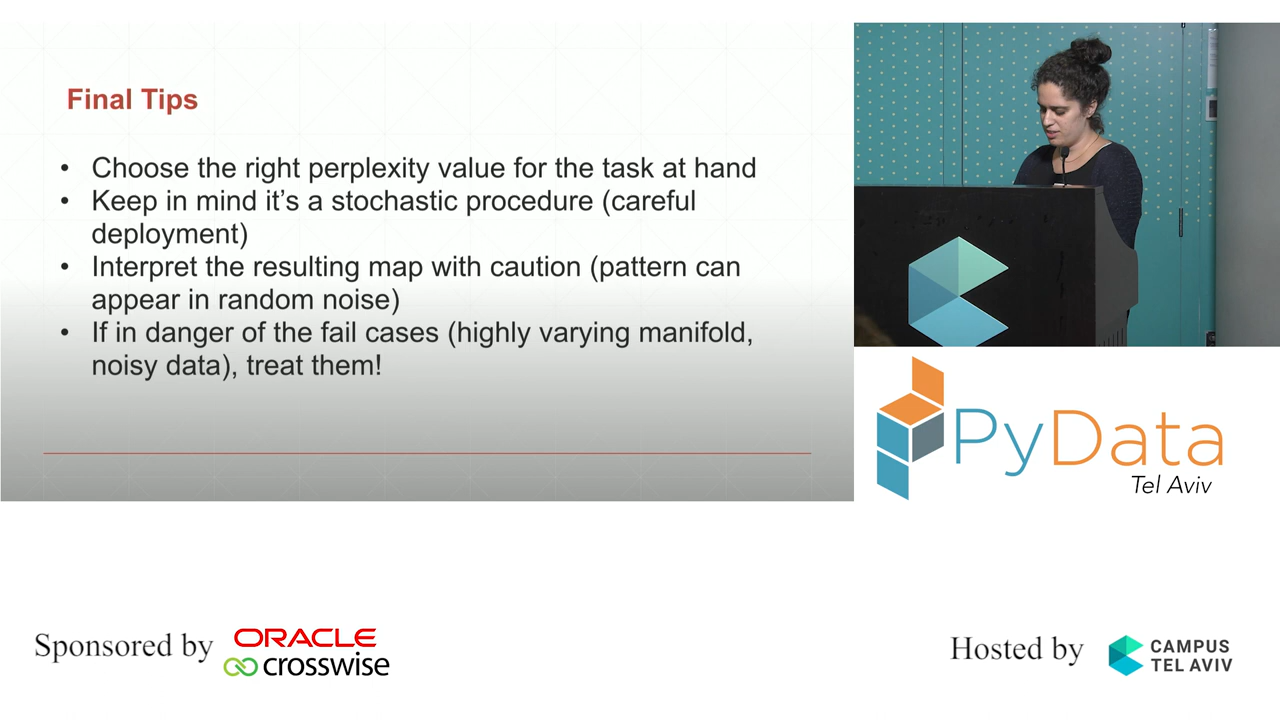 Final Tips
• Choose the right perplexity value for the task at hand
• Keep in mind it’s a stochastic procedure (careful
deployment)
• Interpret the resulting map with caution (pattern can
appear in random noise)
• If in danger of the fail cases (highly varying manifold,
noisy data), treat them!
PyData
Tel Aviv
Sponsored by
ORACLE
crosswise
Hosted by
CAMPUS
TEL AVIV